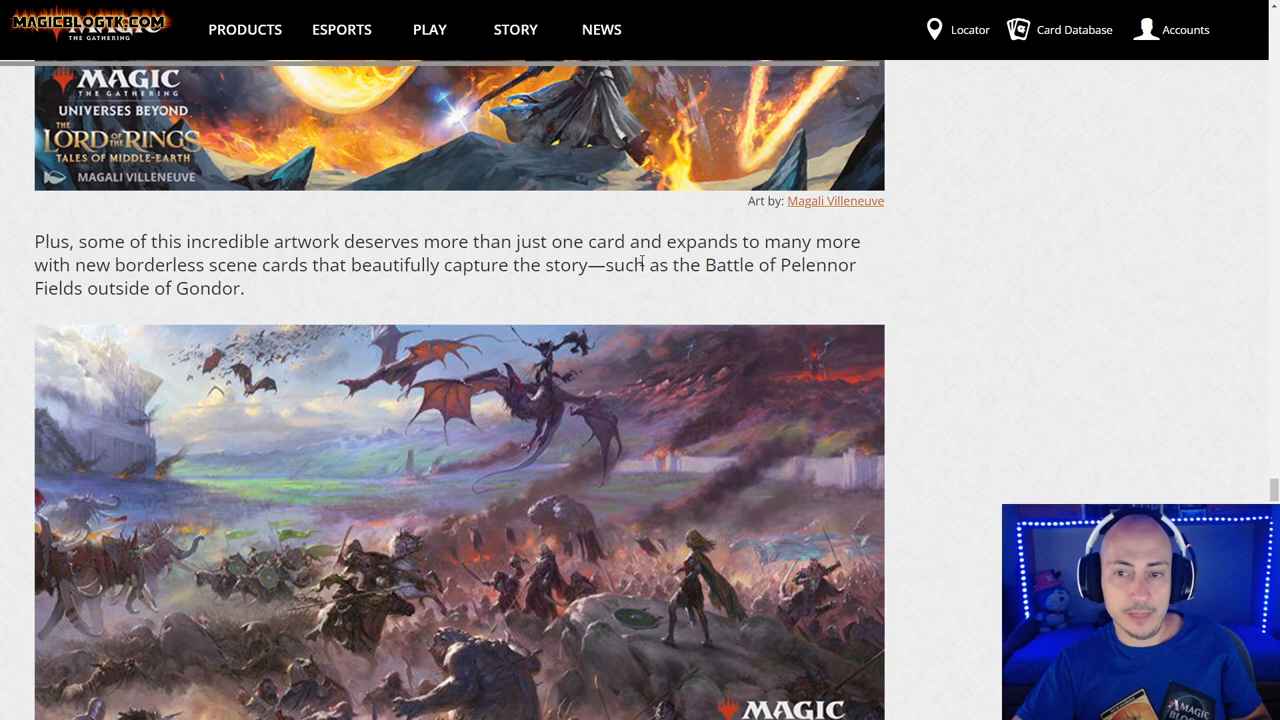 MAGICBLOGTK.COM
THE GATHERING
PRODUCTS
ESPORTS
PLAY
STORY
NEWS
Locator
Card Database
Accounts
MAGIC
THE GATHERING
UNIVERSES BEYOND
THE
LORD OF THE RINGS
TALES OF MIDDLE-EARTH
MAGALI VILLENEUVE
Art by: Magali Villeneuve
Plus, some of this incredible artwork deserves more than just one card and expands to many more
with new borderless scene cards that beautifully capture the story—such as the Battle of Pelennor
Fields outside of Gondor.
MAGIC